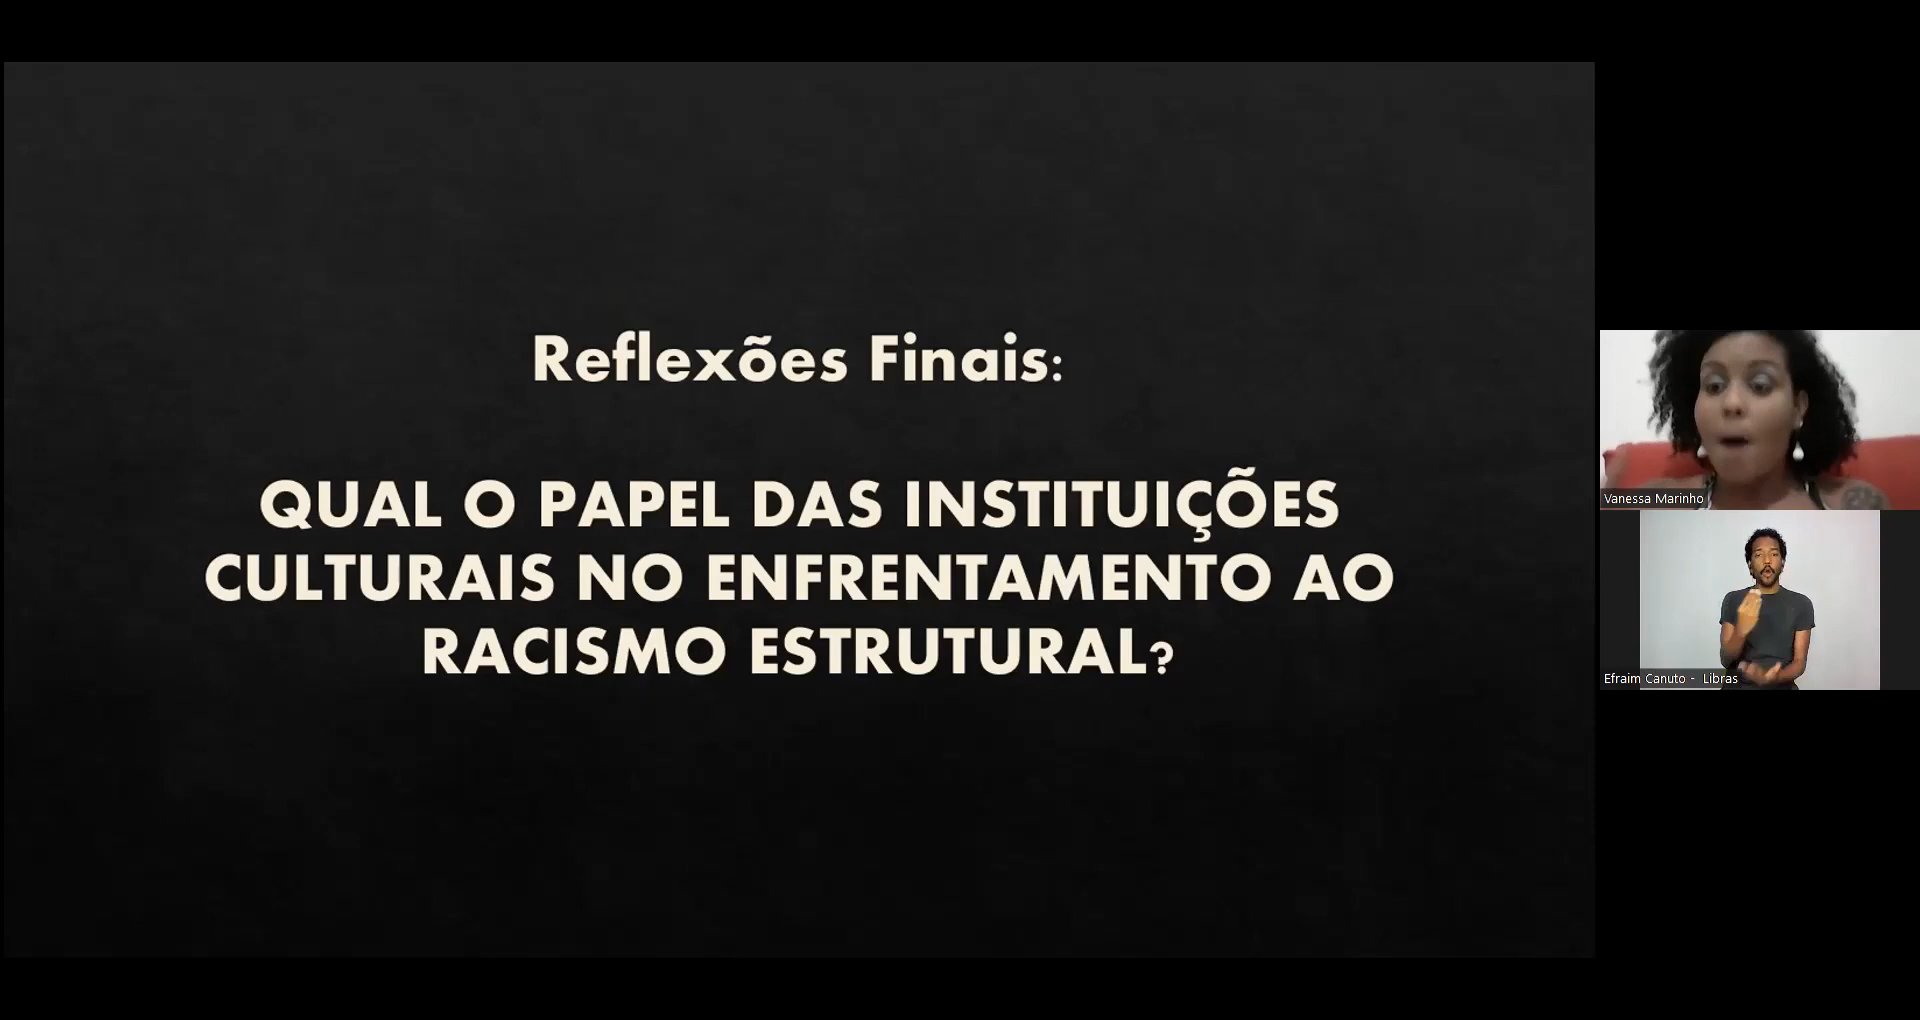 Reflexões Finais:
QUAL O PAPEL DAS INSTITUIÇÕES
CULTURAIS NO ENFRENTAMENTO AO
RACISMO ESTRUTURAL?
Vanessa Marinho
Efraim Canuto - Libras